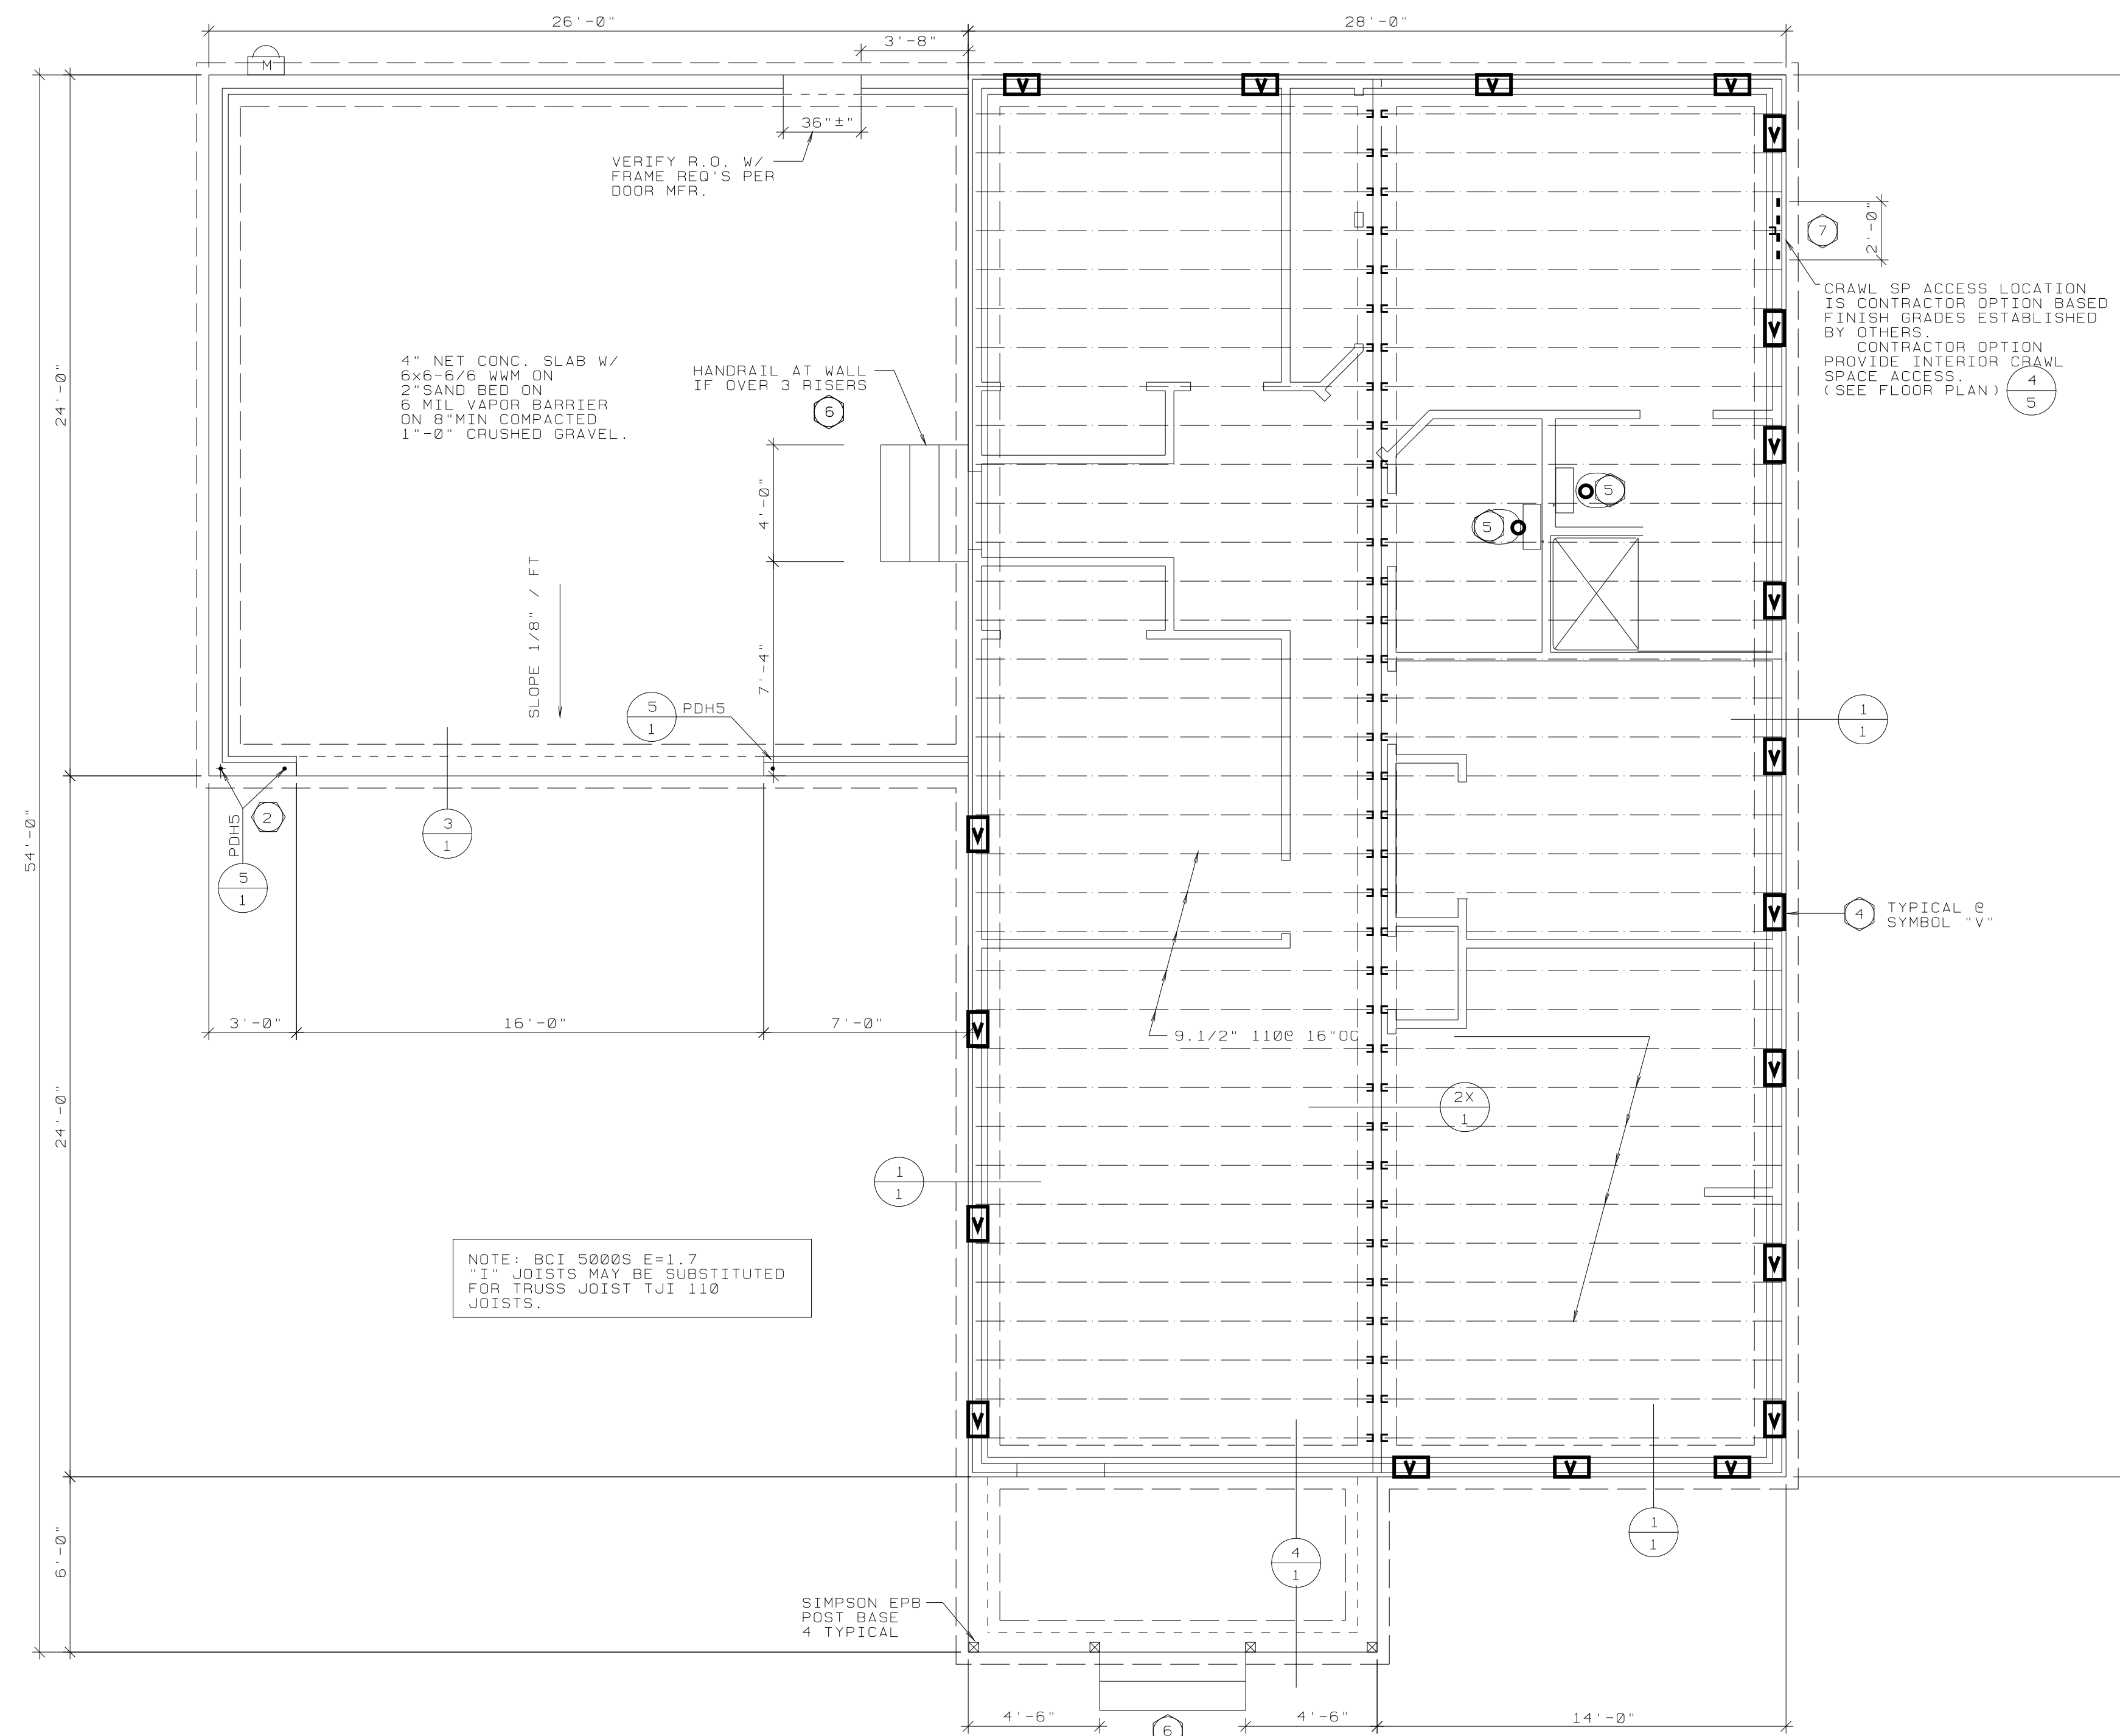 26'-0"
28'-0"
3'-8"
M
V
V
V
V
36"±"
V
VERIFY R.O. W/
FRAME REQ'S PER
DOOR MFR.
2'-0"
7
CRAWL SP ACCESS LOCATION
IS CONTRACTOR OPTION BASED
FINISH GRADES ESTABLISHED
BY OTHERS.
CONTRACTOR OPTION
PROVIDE INTERIOR CRAWL
SPACE ACCESS.
(SEE FLOOR PLAN)
4
5
V
24'-0"
4" NET CONC. SLAB W/
6x6-6/6 WWM ON
2"SAND BED ON
6 MIL VAPOR BARRIER
ON 8"MIN COMPACTED
1"-0" CRUSHED GRAVEL.
HANDRAIL AT WALL
IF OVER 3 RISERS
6
V
4'-0"
5
5
V
SLOPE 1/8" / FT
7'-4"
5
1
PDH5
1
1
V
54'-0"
PDH5
2
3
1
V
5
1
V
4
TYPICAL @
SYMBOL "V"
3'-0"
16'-0"
7'-0"
V
9.1/2" 110@ 16"OC
V
24'-0"
2X
1
1
1
V
V
NOTE: BCI 5000S E=1.7
"I" JOISTS MAY BE SUBSTITUTED
FOR TRUSS JOIST TJI 110
JOISTS.
V
V
V
V
V
6'-0"
4
1
1
1
SIMPSON EPB
POST BASE
4 TYPICAL
4'-6"
6
4'-6"
14'-0"